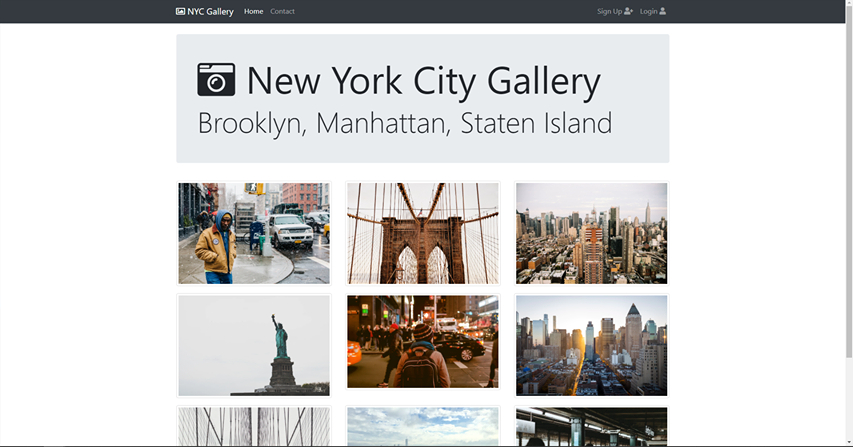 NYC Gallery Home Contact Sign Up Login
New York City Gallery
Brooklyn, Manhattan, Staten Island